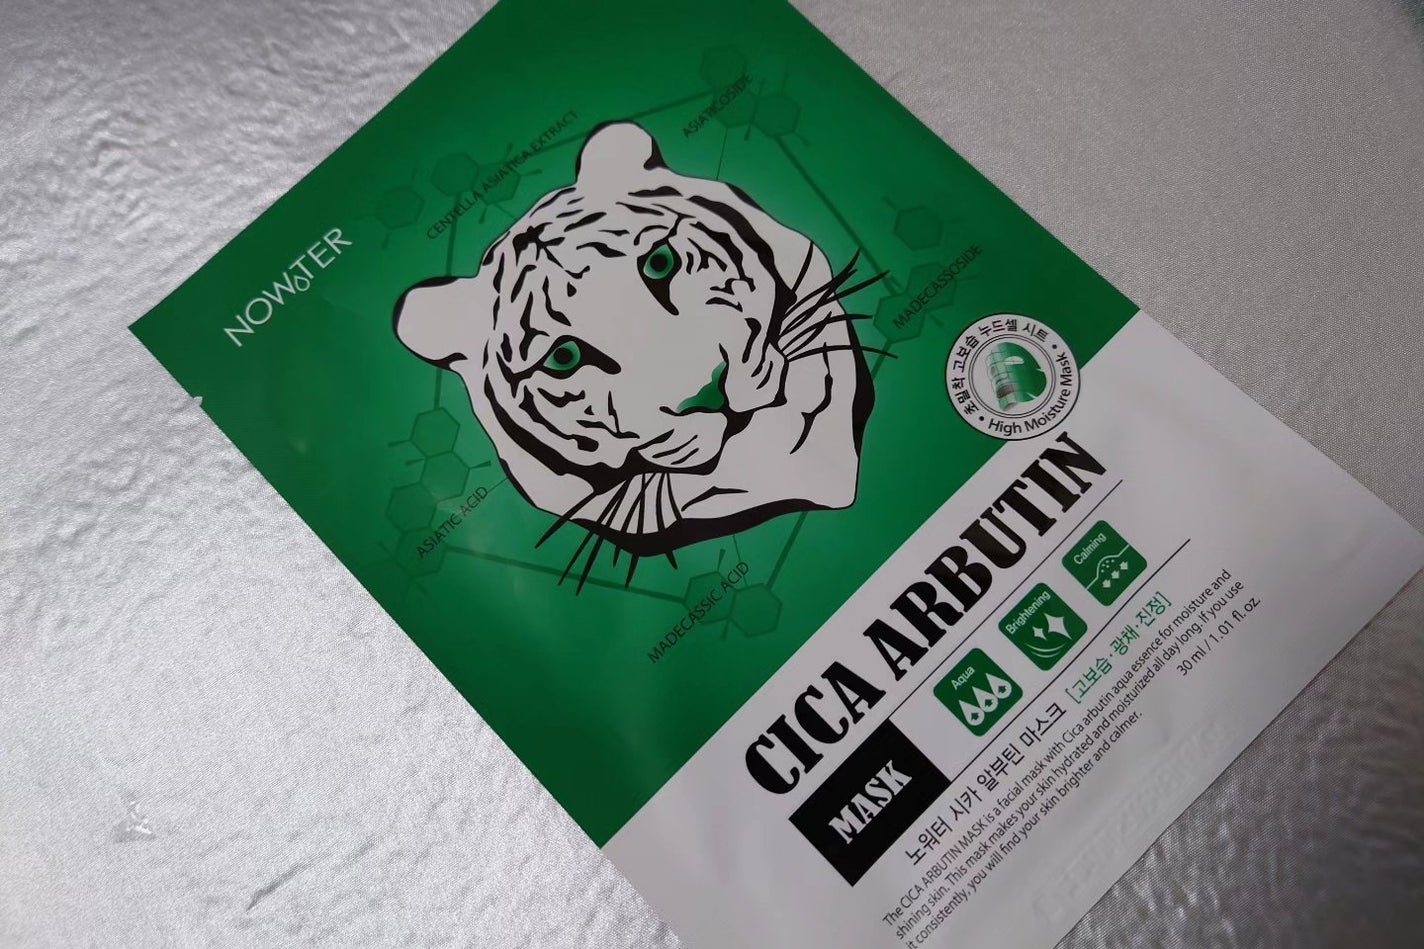 NOWATER
CENTELLA ASIATICA EXTRACT
ASIATICOSIDE
MADECASSOSIDE
ASIATIC ACID
MADECASSIC ACID
초밀착 고보습 누드셀 시트
High Moisture Mask
CICA ARBUTIN
MASK
Aqua
Brightening
Calming
노워터 시카 알부틴 마스크 [고보습·광채·진정]
The CICA ARBUTIN MASK is a facial mask with Cica arbutin aqua essence for moisture and
shining skin. This mask makes your skin hydrated and moisturized all day long. If you use
it consistently, you will find your skin brighter and calmer.
30 ml / 1.01 fl. oz.